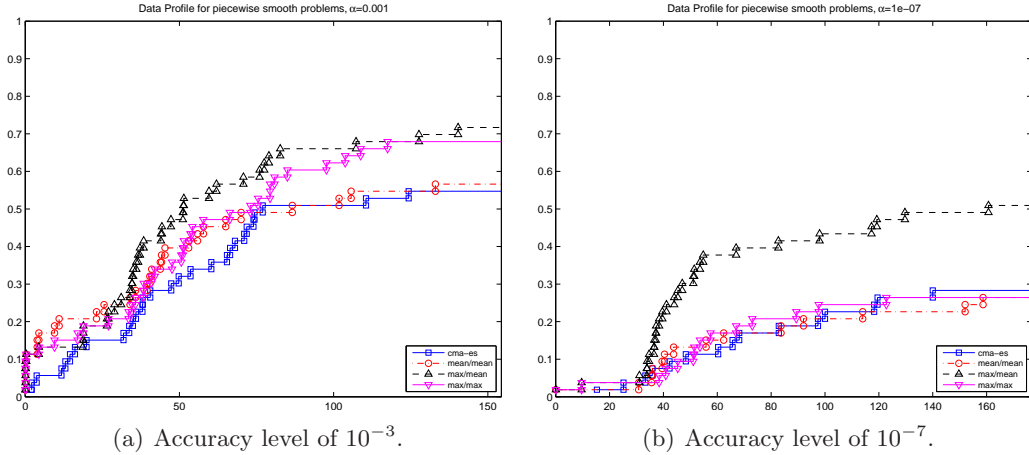 Data Profile for piecewise smooth problems, α=0.001
1
0.9
0.8
0.7
0.6
0.5
0.4
0.3
0.2
0.1
0
0
50
100
150
cma-es
mean/mean
max/mean
max/max
(a) Accuracy level of 10⁻³.
Data Profile for piecewise smooth problems, α=1e-07
1
0.9
0.8
0.7
0.6
0.5
0.4
0.3
0.2
0.1
0
0
20
40
60
80
100
120
140
160
cma-es
mean/mean
max/mean
max/max
(b) Accuracy level of 10⁻⁷.